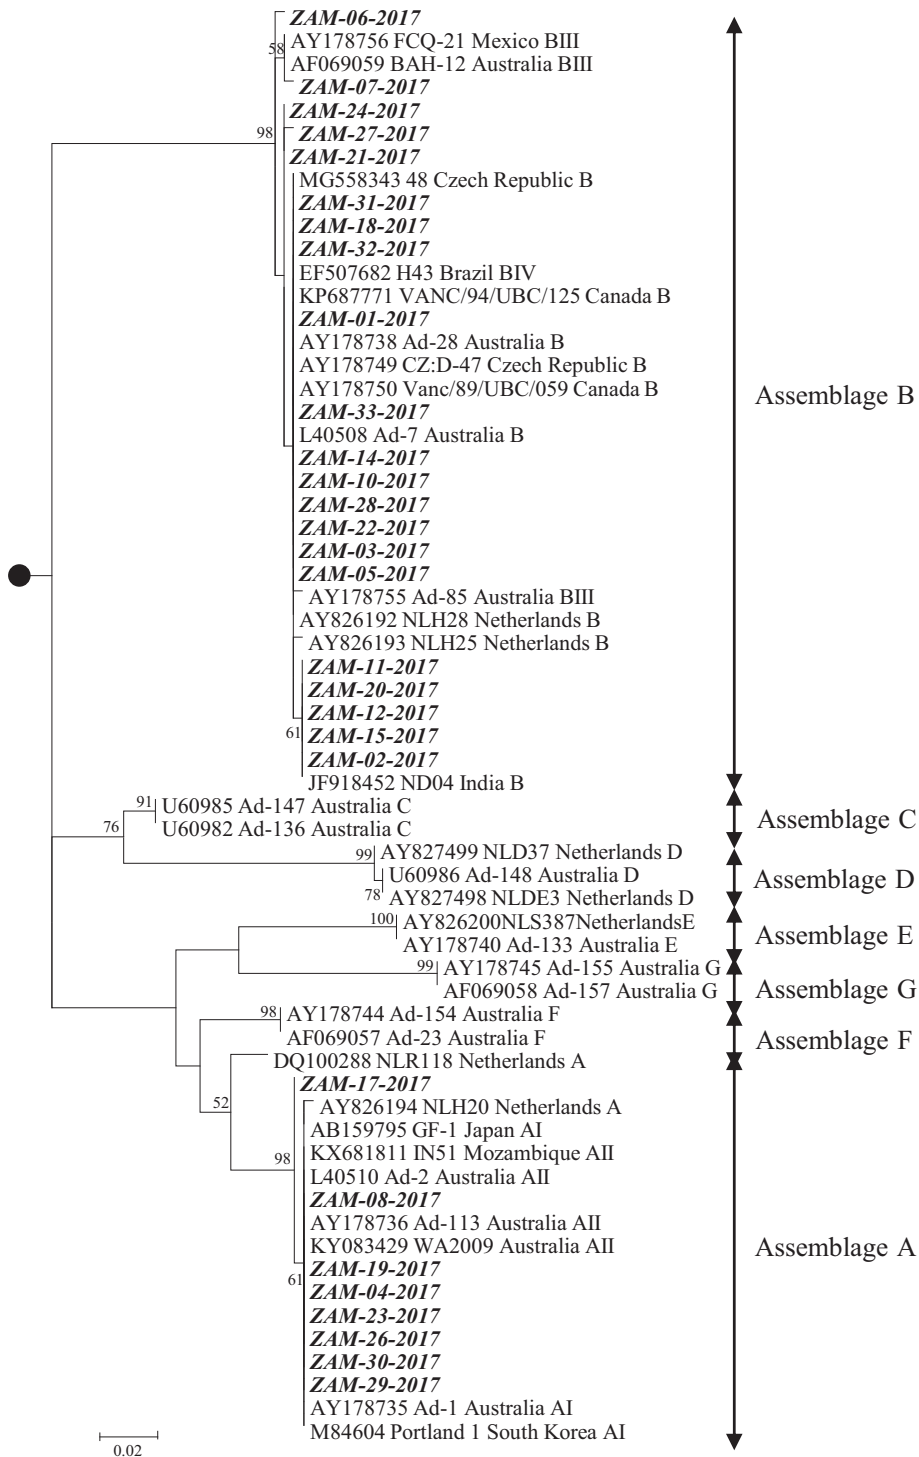 ZAM-06-2017
AY178756 FCQ-21 Mexico BIII
58
AF069059 BAH-12 Australia BIII
ZAM-07-2017
ZAM-24-2017
98
ZAM-27-2017
ZAM-21-2017
MG558343 48 Czech Republic B
ZAM-31-2017
ZAM-18-2017
ZAM-32-2017
EF507682 H43 Brazil BIV
KP687771 VANC/94/UBC/125 Canada B
ZAM-01-2017
AY178738 Ad-28 Australia B
AY178749 CZ:D-47 Czech Republic B
AY178750 Vanc/89/UBC/059 Canada B
Assemblage B
ZAM-33-2017
L40508 Ad-7 Australia B
ZAM-14-2017
ZAM-10-2017
ZAM-28-2017
ZAM-22-2017
ZAM-03-2017
ZAM-05-2017
AY178755 Ad-85 Australia BIII
AY826192 NLH28 Netherlands B
AY826193 NLH25 Netherlands B
ZAM-11-2017
ZAM-20-2017
ZAM-12-2017
61
ZAM-15-2017
ZAM-02-2017
JF918452 ND04 India B
91
U60985 Ad-147 Australia C
Assemblage C
76
U60982 Ad-136 Australia C
99
AY827499 NLD37 Netherlands D
U60986 Ad-148 Australia D
Assemblage D
78
AY827498 NLDE3 Netherlands D
100
AY826200NLS387NetherlandsE
Assemblage E
AY178740 Ad-133 Australia E
99
AY178745 Ad-155 Australia G
Assemblage G
AF069058 Ad-157 Australia G
98
AY178744 Ad-154 Australia F
Assemblage F
AF069057 Ad-23 Australia F
DQ100288 NLR118 Netherlands A
ZAM-17-2017
52
AY826194 NLH20 Netherlands A
AB159795 GF-1 Japan AI
98
KX681811 IN51 Mozambique AII
L40510 Ad-2 Australia AII
ZAM-08-2017
AY178736 Ad-113 Australia AII
KY083429 WA2009 Australia AII
Assemblage A
ZAM-19-2017
61
ZAM-04-2017
ZAM-23-2017
ZAM-26-2017
ZAM-30-2017
ZAM-29-2017
AY178735 Ad-1 Australia AI
M84604 Portland 1 South Korea AI
0.02